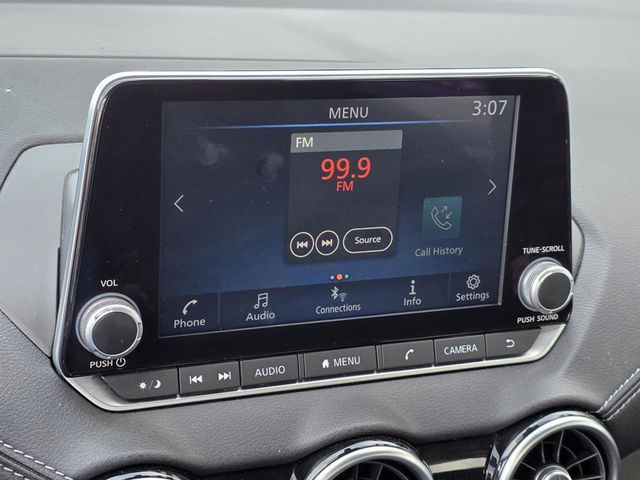 MENU
3:07
FM
99.9
FM
Source
Call History
Phone
Audio
Connections
Info
Settings
VOL
PUSH
TUNE-SCROLL
PUSH SOUND
AUDIO
MENU
CAMERA